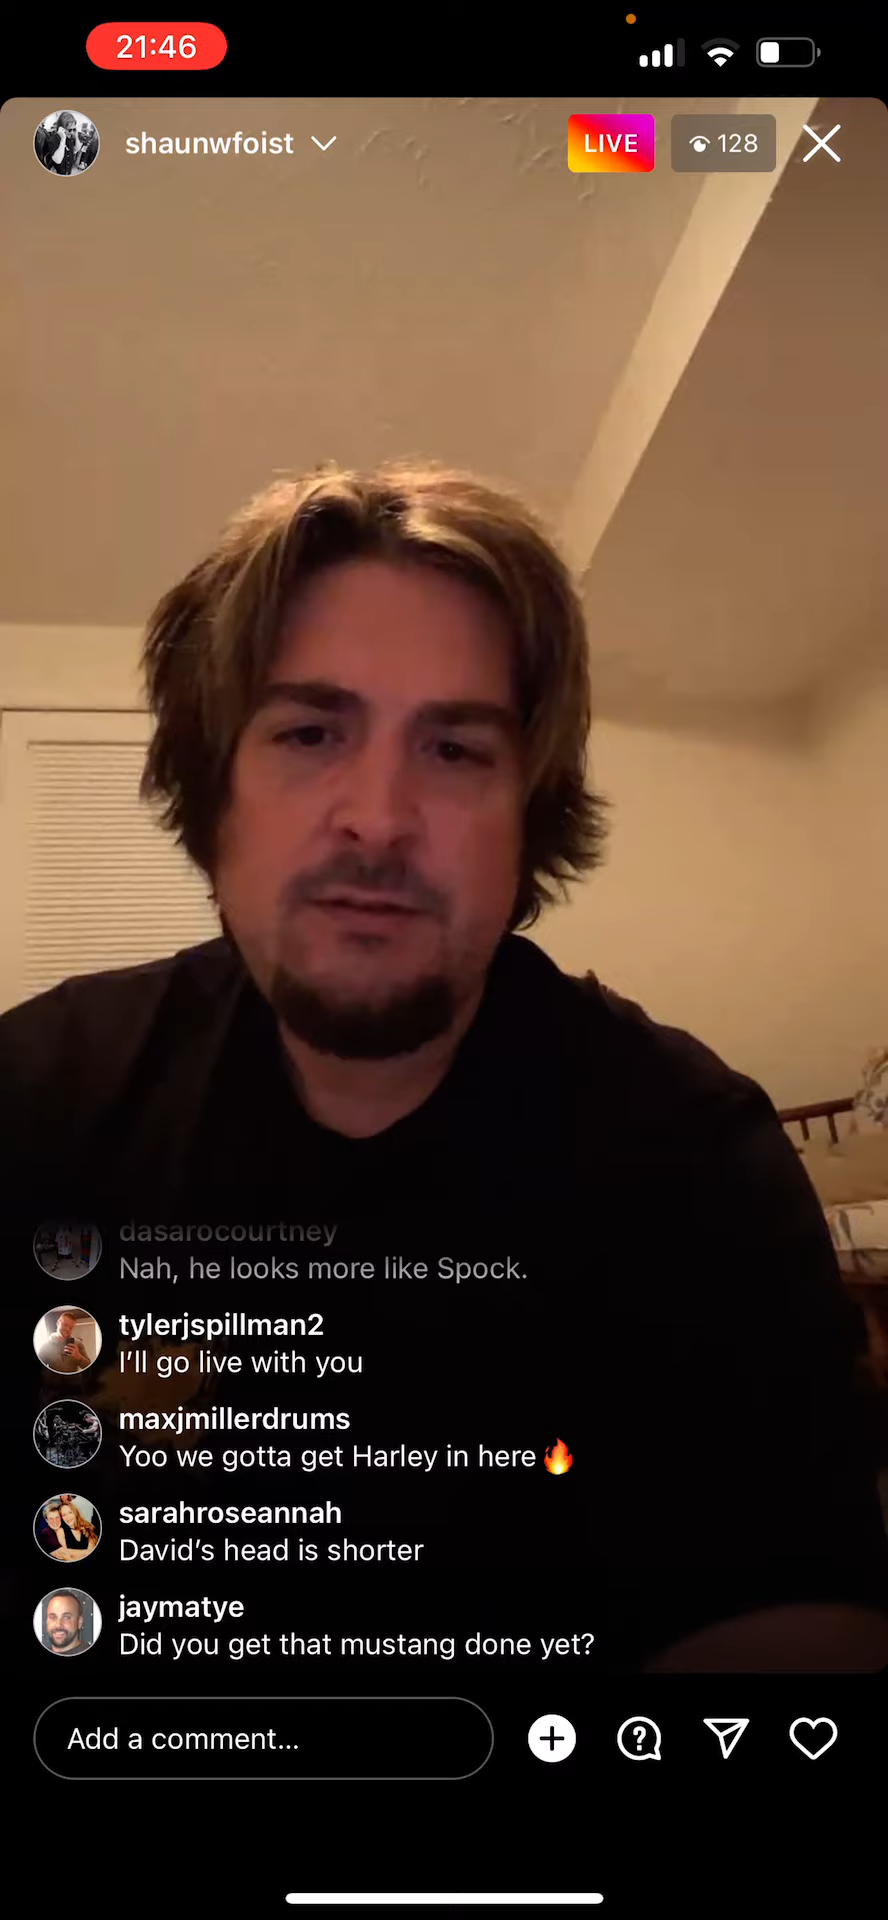 21:46
shaunwfoist
LIVE
128
dasarocourtney
Nah, he looks more like Spock.
tylerjspillman2
I'll go live with you
maxjmillerdrums
Yoo we gotta get Harley in here🔥
sarahroseannah
David's head is shorter
jaymatye
Did you get that mustang done yet?
Add a comment...